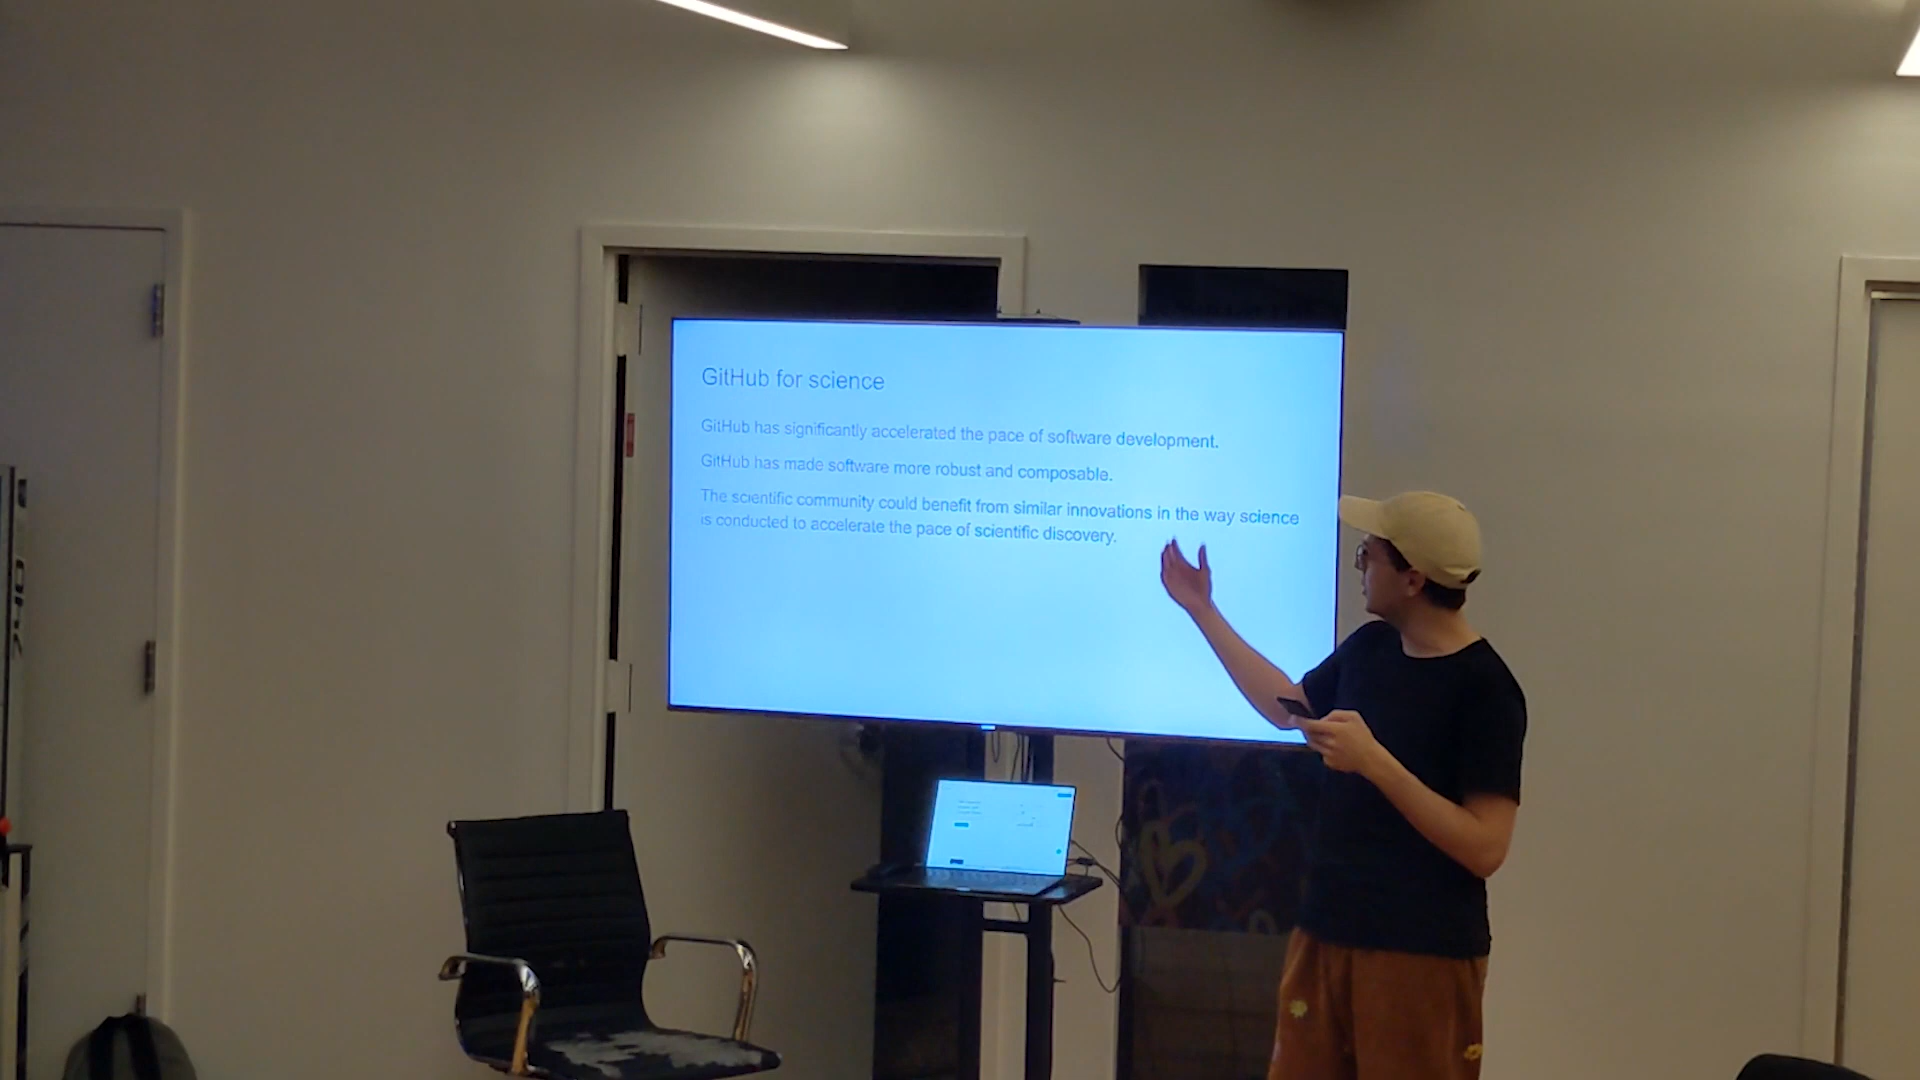 GitHub for science
GitHub has significantly accelerated the pace of software development.
GitHub has made software more robust and composable.
The scientific community could benefit from similar innovations in the way science
is conducted to accelerate the pace of scientific discovery.